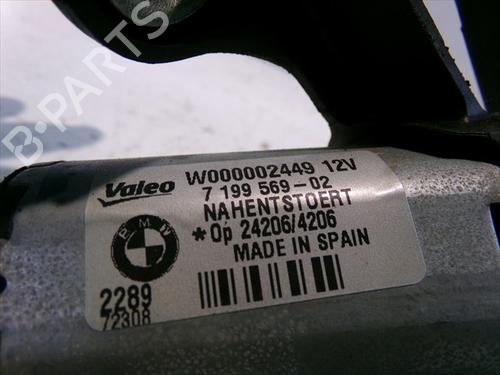 B-PARTS
Valeo W000002449 12V
7 199 569-02
NAHENTSTOERT
*Op 24206/4206
MADE IN SPAIN
BMW
2289
72308